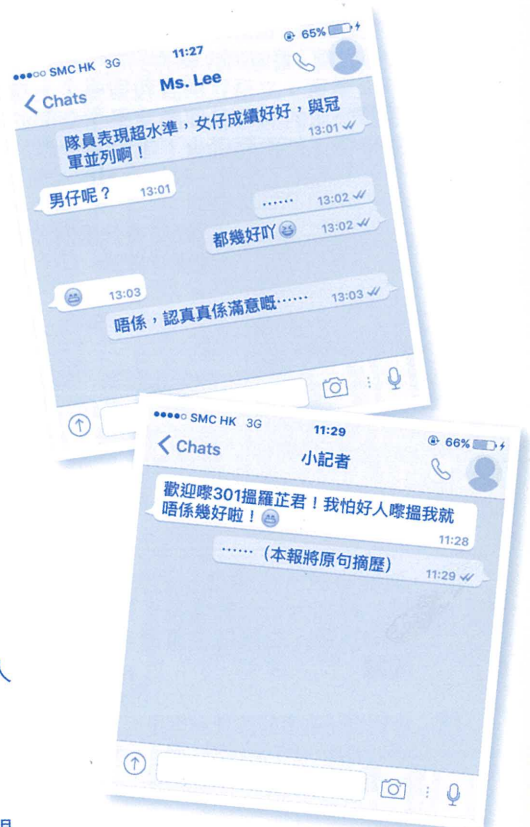 ●●●○○ SMC HK 3G 11:27 65%
Chats Ms. Lee
隊員表現超水準，女仔成績好好，與冠
軍並列啊！ 13:01
男仔呢？ 13:01
…… 13:02
都幾好吖 13:02
13:03
唔係，認真真係滿意嘅…… 13:03
●●●●○ SMC HK 3G 11:29 66%
Chats 小記者
歡迎嚟301搵羅芷君！我怕好人嚟搵我就
唔係幾好啦！
11:28
……（本報將原句摘歷）
11:29